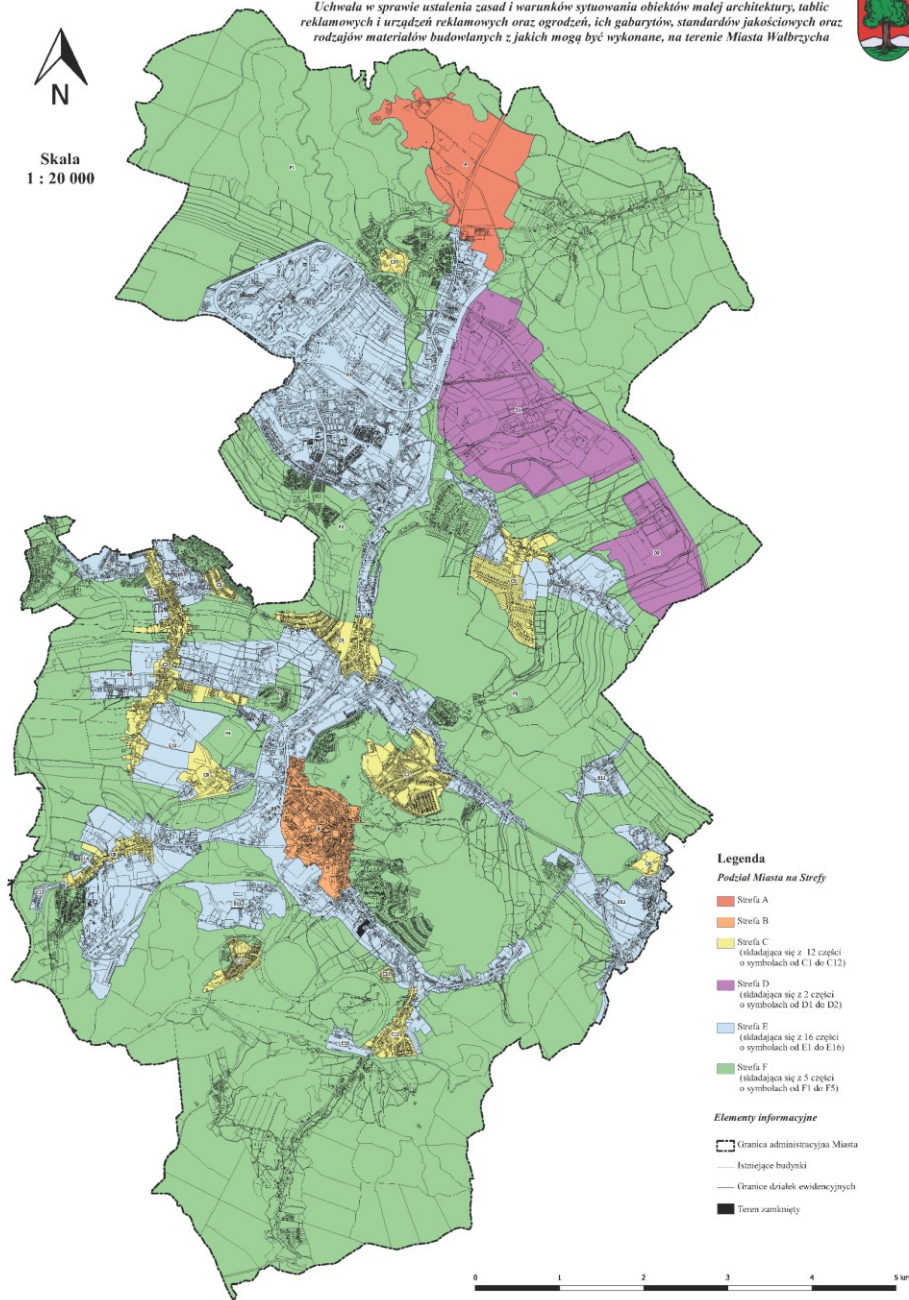 Uchwała w sprawie ustalenia zasad i warunków sytuowania obiektów małej architektury, tablic
reklamowych i urządzeń reklamowych oraz ogrodzeń, ich gabarytów, standardów jakościowych oraz
rodzajów materiałów budowlanych z jakich mogą być wykonane, na terenie Miasta Wałbrzycha
N
Skala
1 : 20 000
Legenda
Podział Miasta na Strefy
Strefa A
Strefa B
Strefa C
(składająca się z 12 części
o symbolach od C1 do C12)
Strefa D
(składająca się z 2 części
o symbolach od D1 do D2)
Strefa E
(składająca się z 16 części
o symbolach od E1 do E16)
Strefa F
(składająca się z 5 części
o symbolach od F1 do F5)
Elementy informacyjne
Granica administracyjna Miasta
Istniejące budynki
Granice działek ewidencyjnych
Teren zamknięty
0 1 2 3 4 5 km